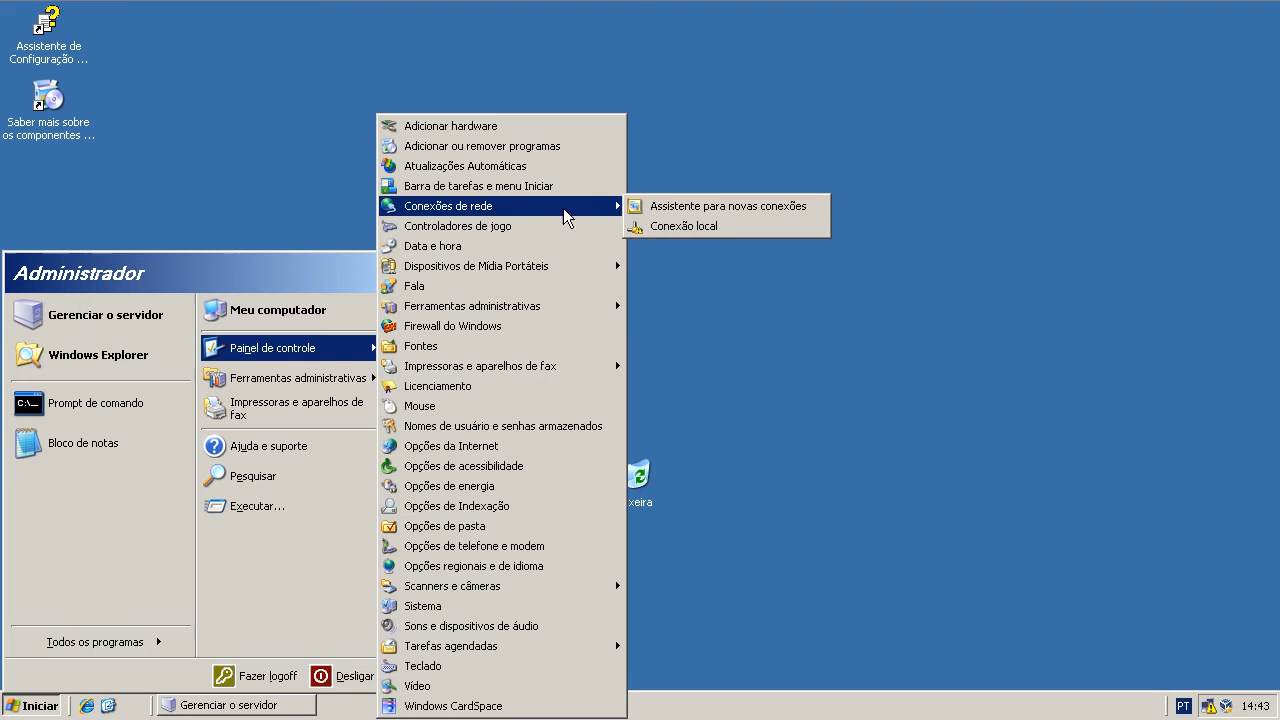 Assistente de
Configuração ...
Saber mais sobre
os componentes ...
Administrador
Gerenciar o servidor
Windows Explorer
C:\_
Prompt de comando
Bloco de notas
Todos os programas
Meu computador
Painel de controle
Ferramentas administrativas
Impressoras e aparelhos de
fax
Ajuda e suporte
Pesquisar
Executar...
Fazer logoff
Desligar
Adicionar hardware
Adicionar ou remover programas
Atualizações Automáticas
Barra de tarefas e menu Iniciar
Conexões de rede
Controladores de jogo
Data e hora
Dispositivos de Mídia Portáteis
Fala
Ferramentas administrativas
Firewall do Windows
Fontes
Impressoras e aparelhos de fax
Licenciamento
Mouse
Nomes de usuário e senhas armazenados
Opções da Internet
Opções de acessibilidade
Opções de energia
Opções de Indexação
Opções de pasta
Opções de telefone e modem
Opções regionais e de idioma
Scanners e câmeras
Sistema
Sons e dispositivos de áudio
Tarefas agendadas
Teclado
Vídeo
Windows CardSpace
Assistente para novas conexões
Conexão local
xeira
Iniciar
Gerenciar o servidor
PT
14:43